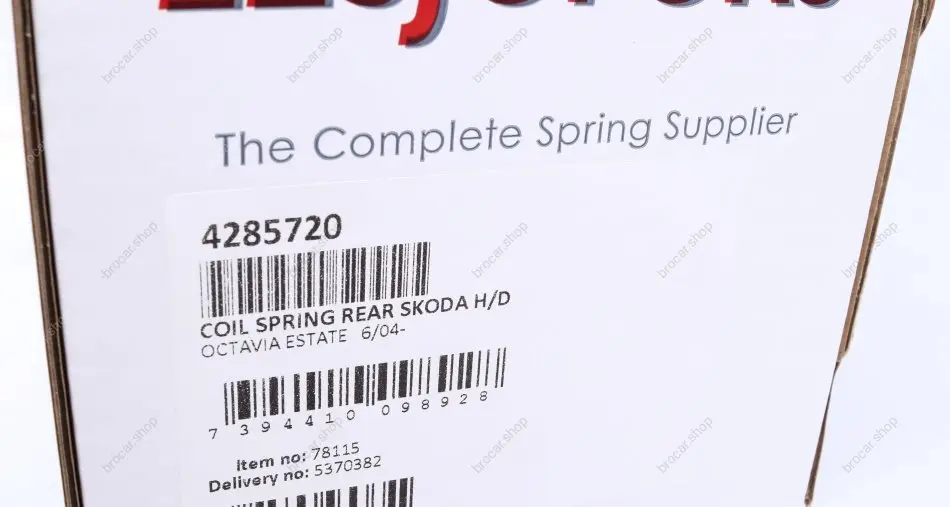 The Complete Spring Supplier
4285720
COIL SPRING REAR SKODA H/D
OCTAVIA ESTATE 6/04-
7 394410 098928
Item no: 78115
Delivery no: 5370382
brocar.shop